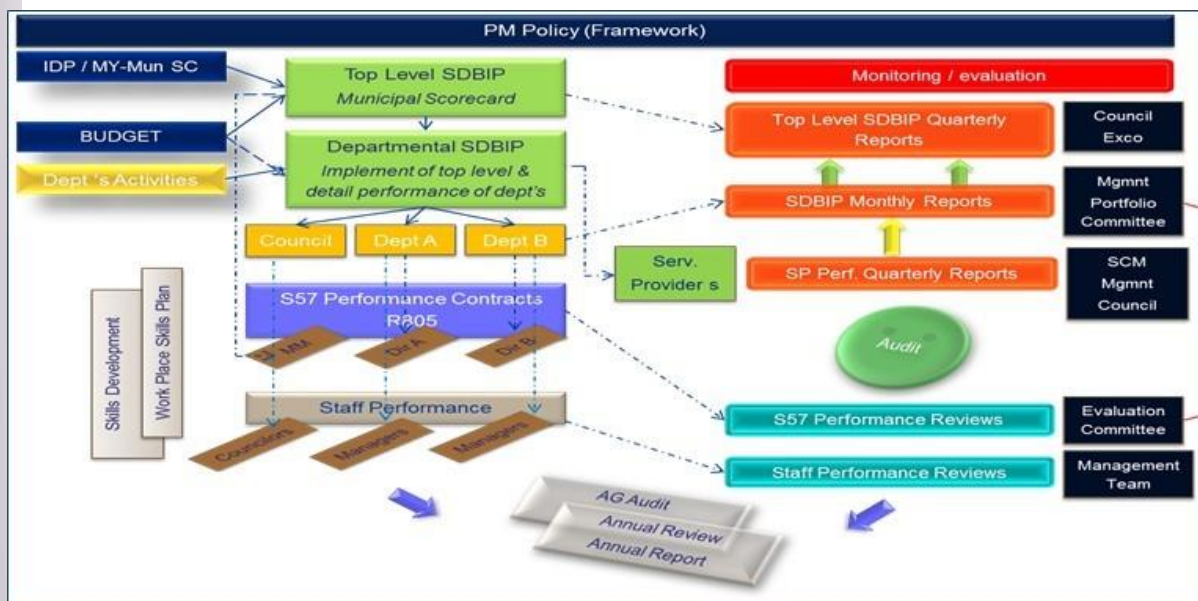 PM Policy (Framework)
IDP / MY-Mun SC
BUDGET
Dept 's Activities
Top Level SDBIP
Municipal Scorecard
Departmental SDBIP
Implement of top level &
detail performance of dept's
Council
Dept A
Dept B
Serv.
Provider s
S57 Performance Contracts
R805
MM
Dir A
Dir B
Staff Performance
Councilors
Managers
Managers
Skills Development
Work Place Skills Plan
Monitoring / evaluation
Top Level SDBIP Quarterly
Reports
Council
Exco
SDBIP Monthly Reports
Mgmnt
Portfolio
Committee
SP Perf. Quarterly Reports
SCM
Mgmnt
Council
Audit
S57 Performance Reviews
Evaluation
Committee
Staff Performance Reviews
Management
Team
AG Audit
Annual Review
Annual Report